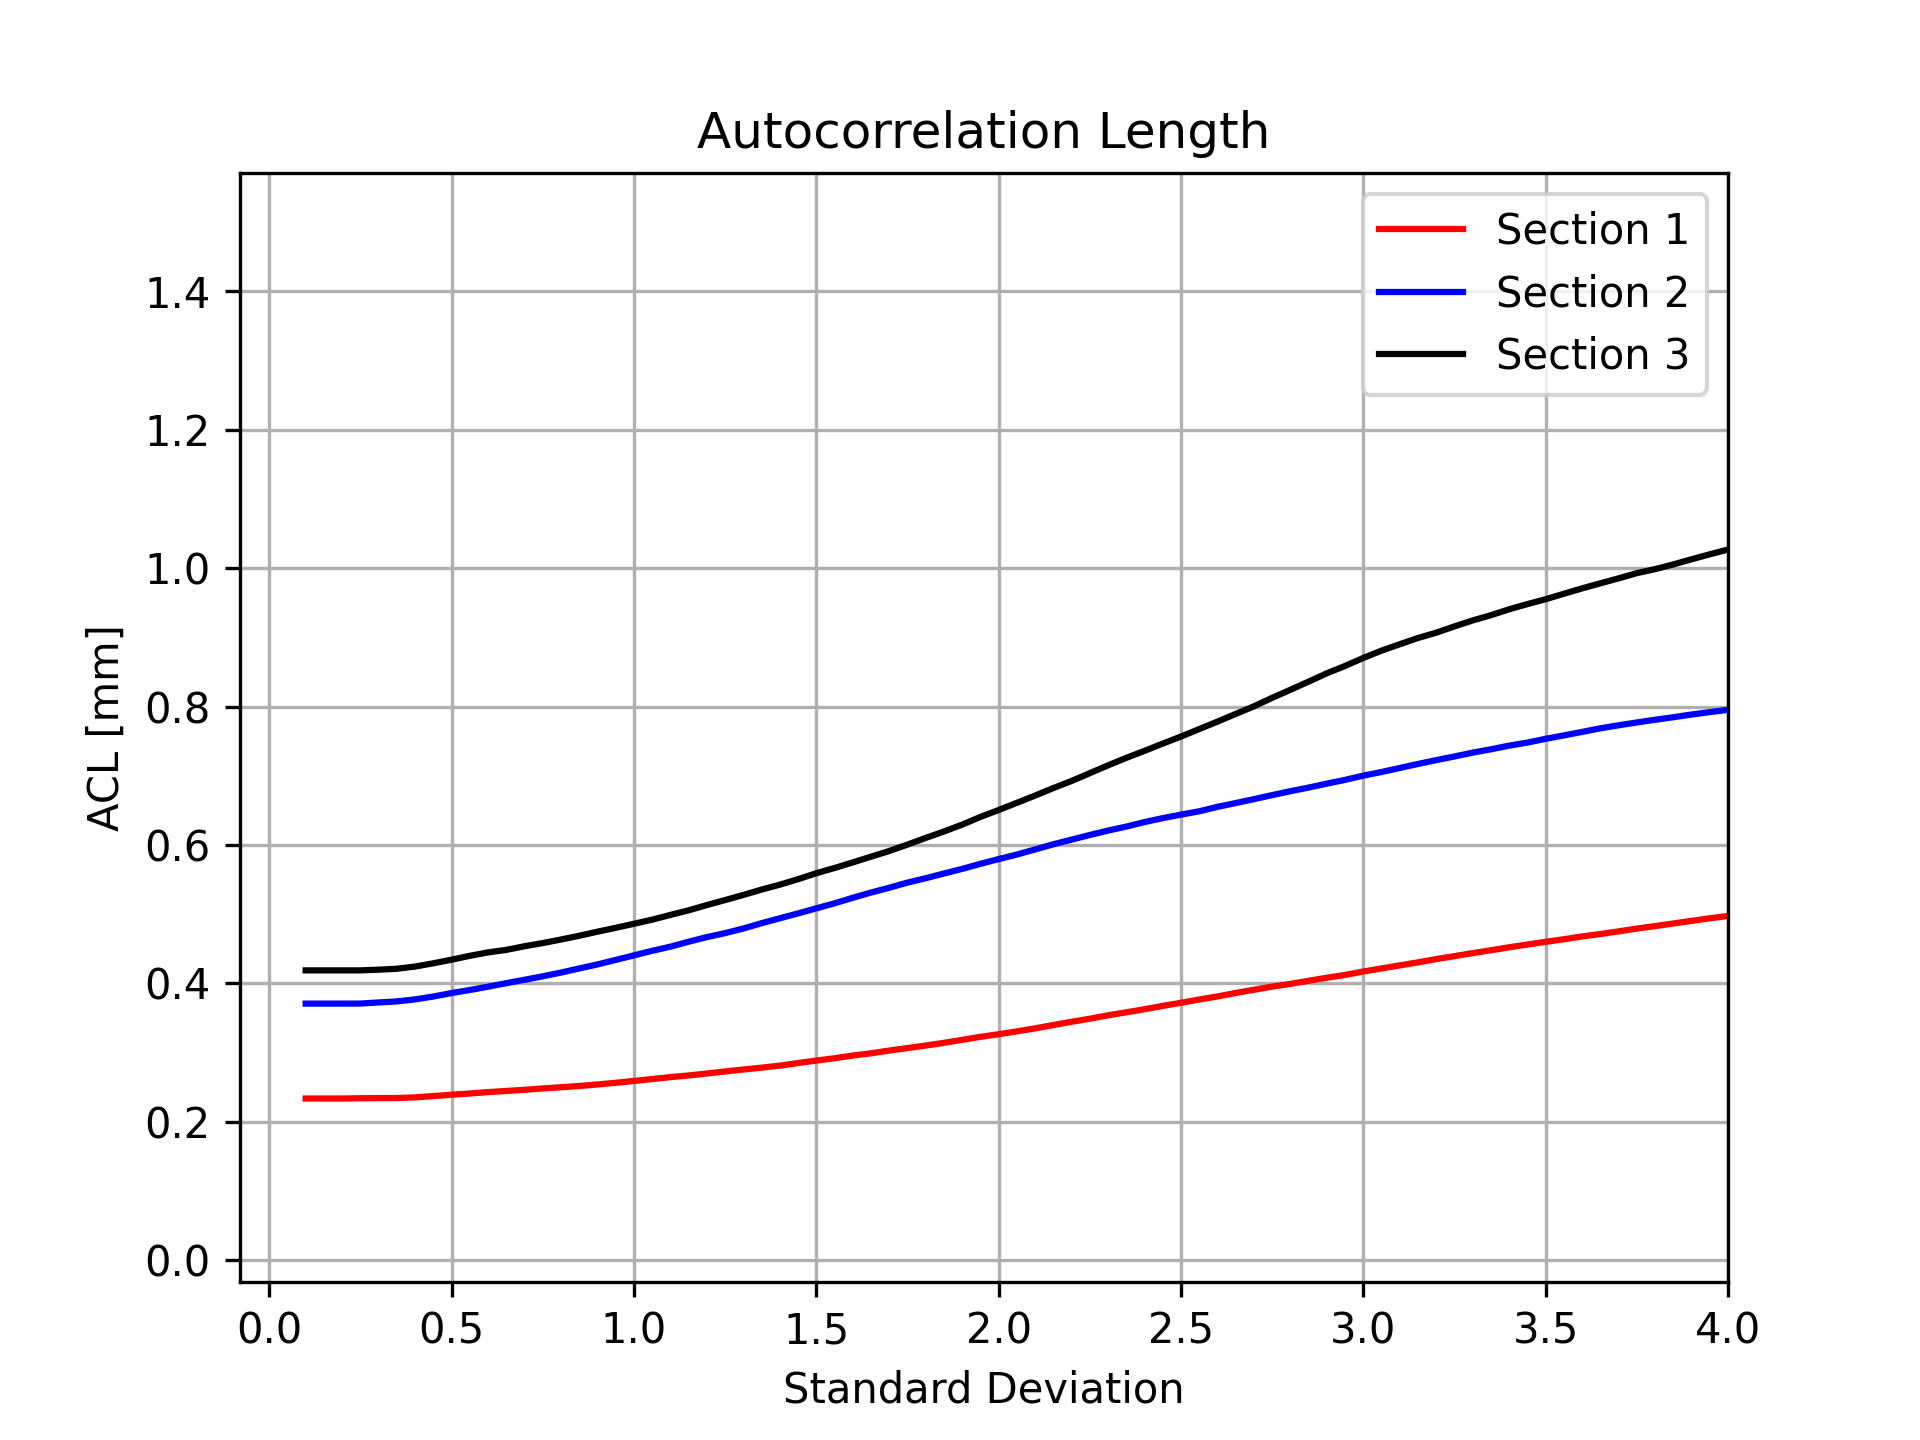 Autocorrelation Length
Section 1
Section 2
Section 3
1.4
1.2
1.0
0.8
0.6
0.4
0.2
0.0
ACL [mm]
0.0 0.5 1.0 1.5 2.0 2.5 3.0 3.5 4.0
Standard Deviation